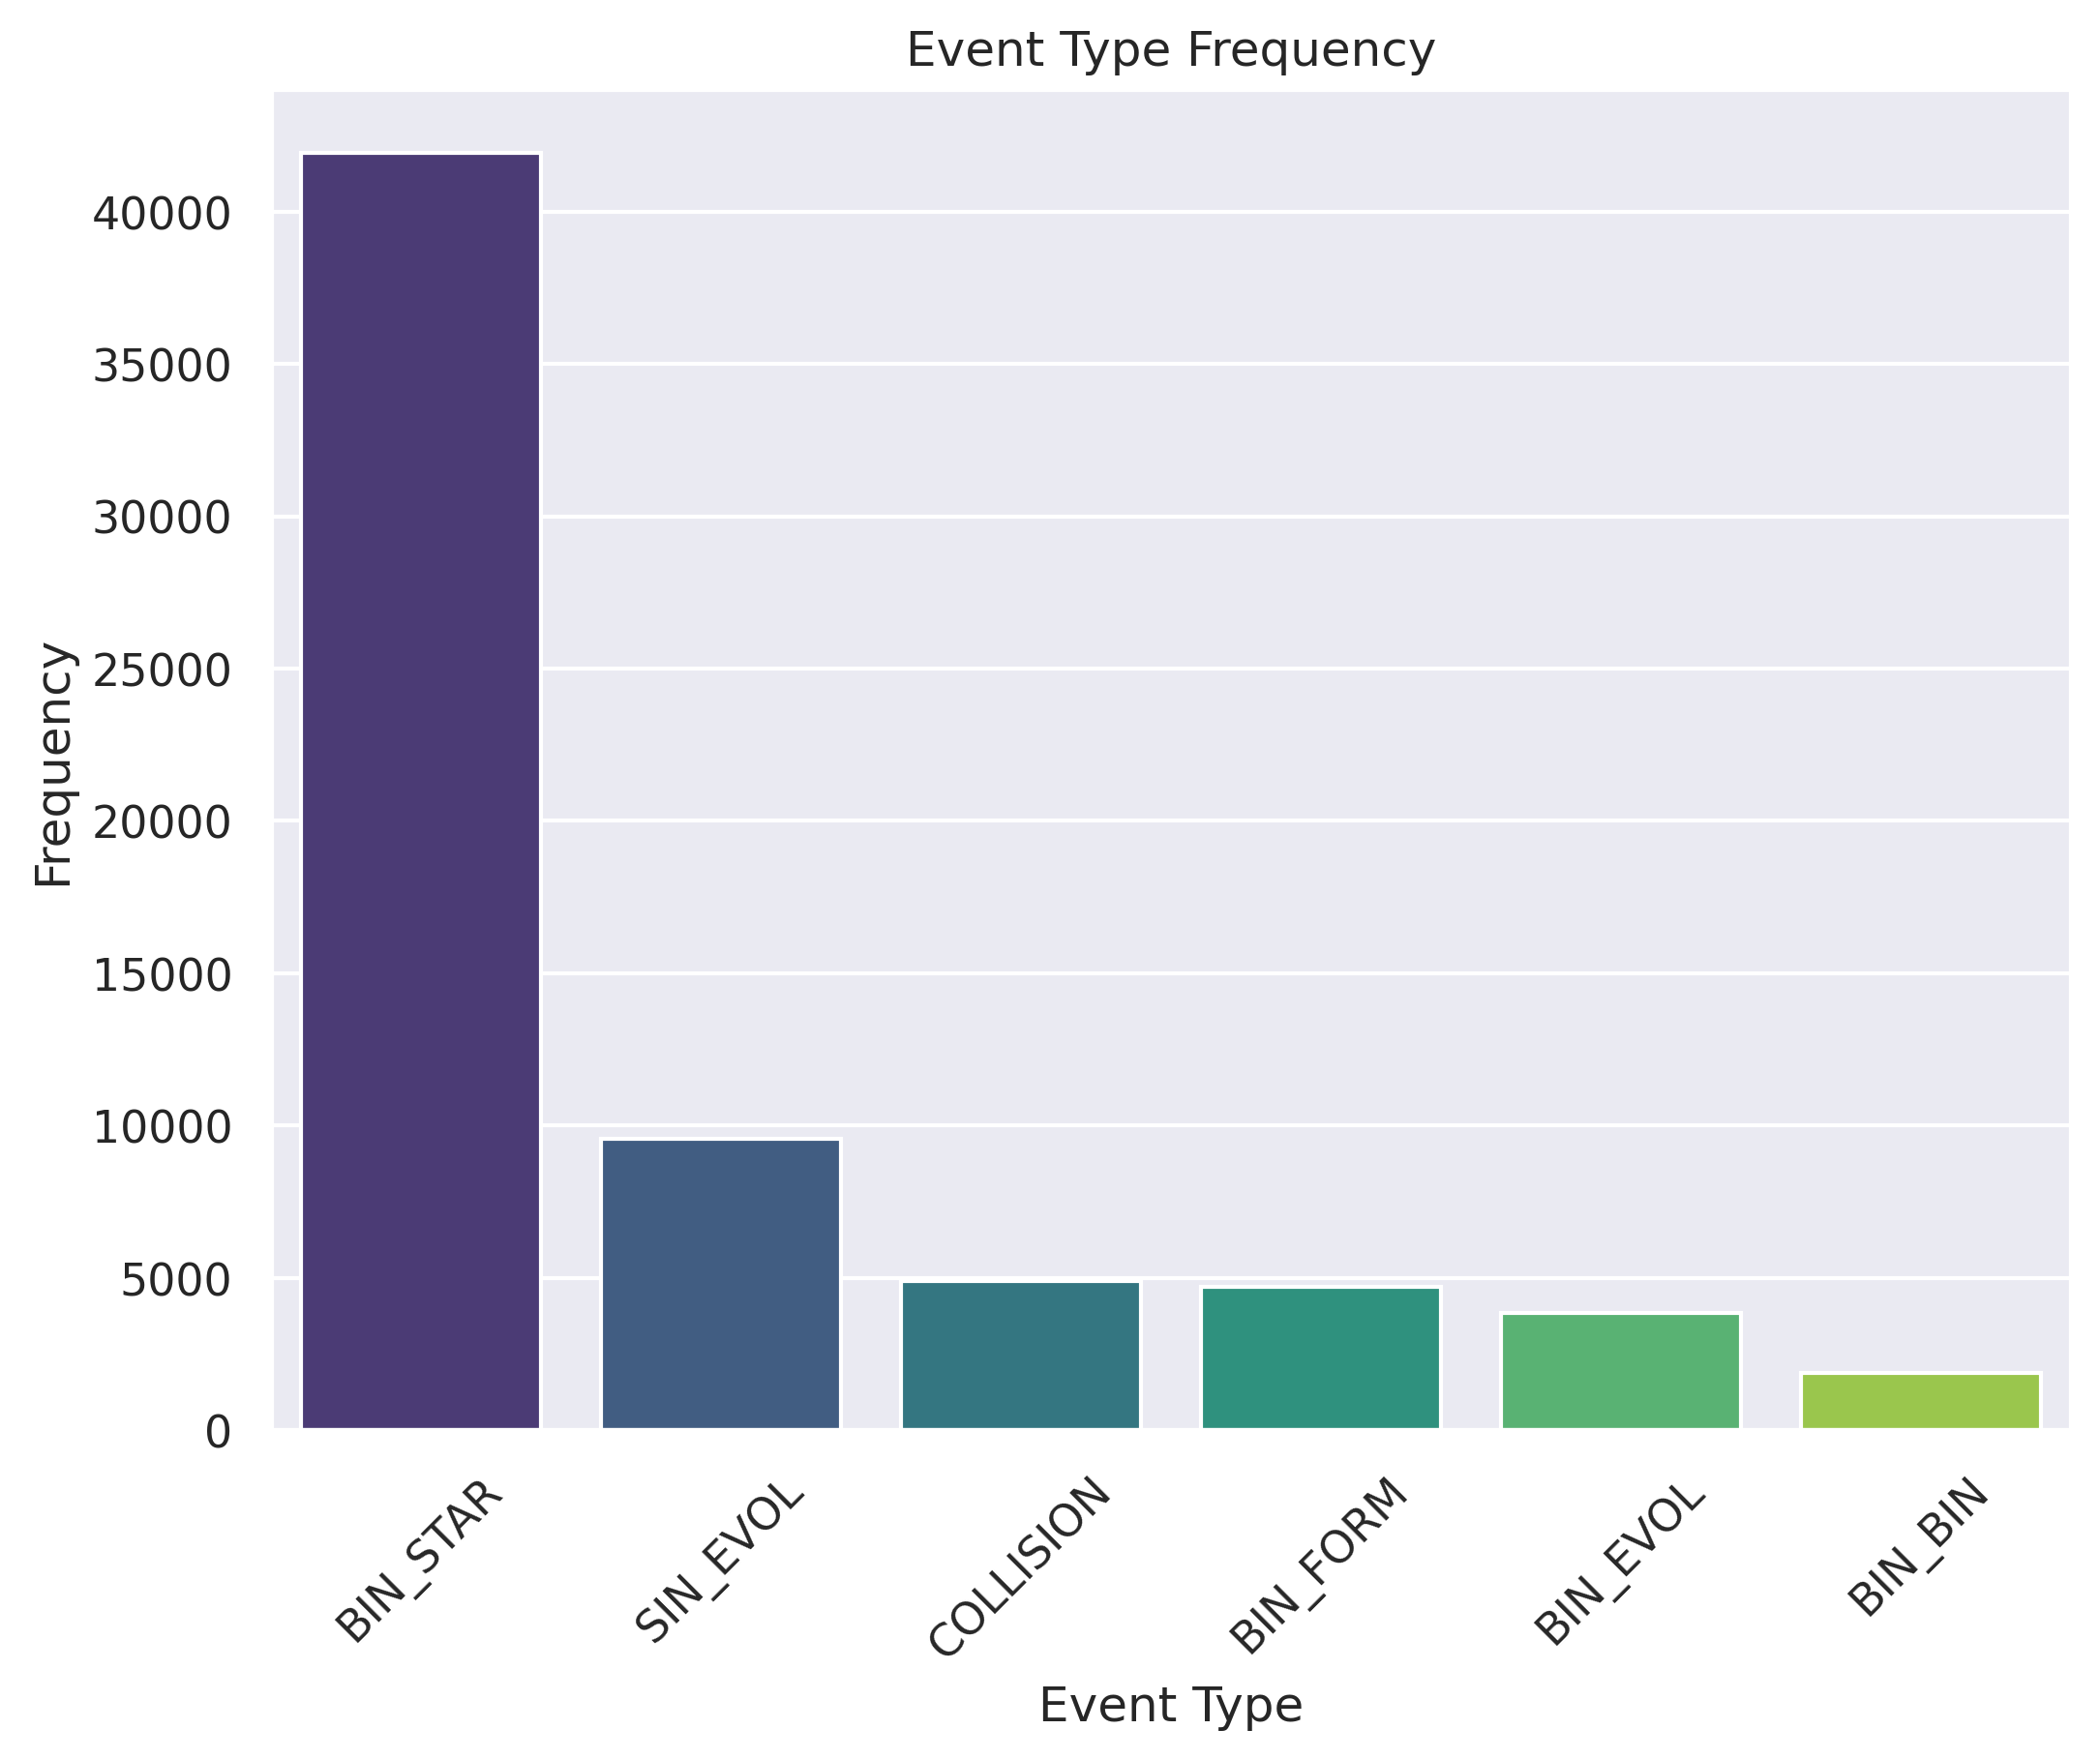 Event Type Frequency
Frequency
40000
35000
30000
25000
20000
15000
10000
5000
0
BIN_STAR
SIN_EVOL
COLLISION
BIN_FORM
BIN_EVOL
BIN_BIN
Event Type